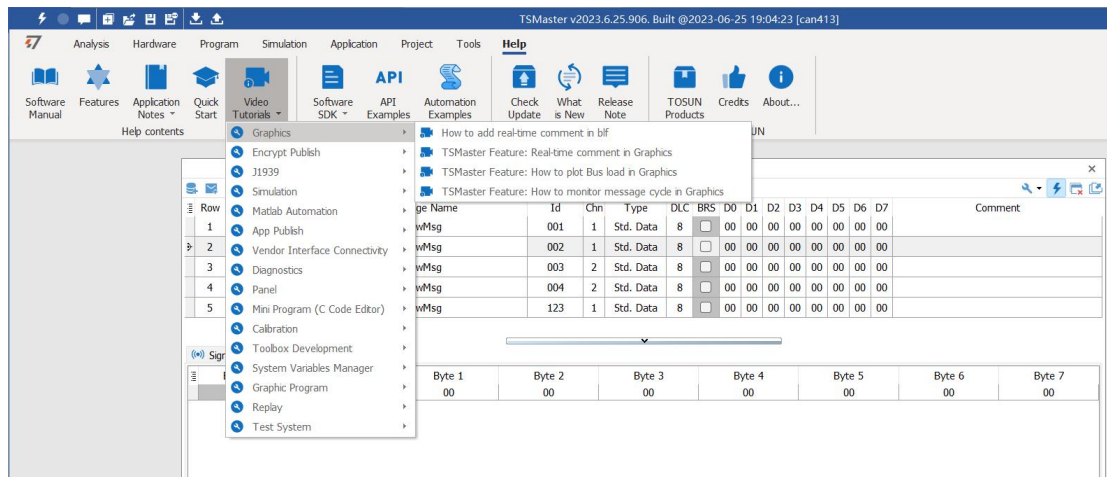 TSMaster v2023.6.25.906. Built @2023-06-25 19:04:23 [can413]
Analysis Hardware Program Simulation Application Project Tools Help
Software Manual
Features
Application Notes
Quick Start
Video Tutorials
Software SDK
API
API Examples
Automation Examples
Check Update
What is New
Release Note
TOSUN Products
Credits
About...
Help contents
UN
Graphics
Encrypt Publish
J1939
Simulation
Matlab Automation
App Publish
Vendor Interface Connectivity
Diagnostics
Panel
Mini Program (C Code Editor)
Calibration
Toolbox Development
System Variables Manager
Graphic Program
Replay
Test System
How to add real-time comment in blf
TSMaster Feature: Real-time comment in Graphics
TSMaster Feature: How to plot Bus load in Graphics
TSMaster Feature: How to monitor message cycle in Graphics
Row ge Name Id Chn Type DLC BRS D0 D1 D2 D3 D4 D5 D6 D7 Comment
1 wMsg 001 1 Std. Data 8 00 00 00 00 00 00 00 00
2 wMsg 002 1 Std. Data 8 00 00 00 00 00 00 00 00
3 wMsg 003 2 Std. Data 8 00 00 00 00 00 00 00 00
4 wMsg 004 2 Std. Data 8 00 00 00 00 00 00 00 00
5 wMsg 123 1 Std. Data 8 00 00 00 00 00 00 00 00
Sigr
Byte 1 Byte 2 Byte 3 Byte 4 Byte 5 Byte 6 Byte 7
00 00 00 00 00 00 00